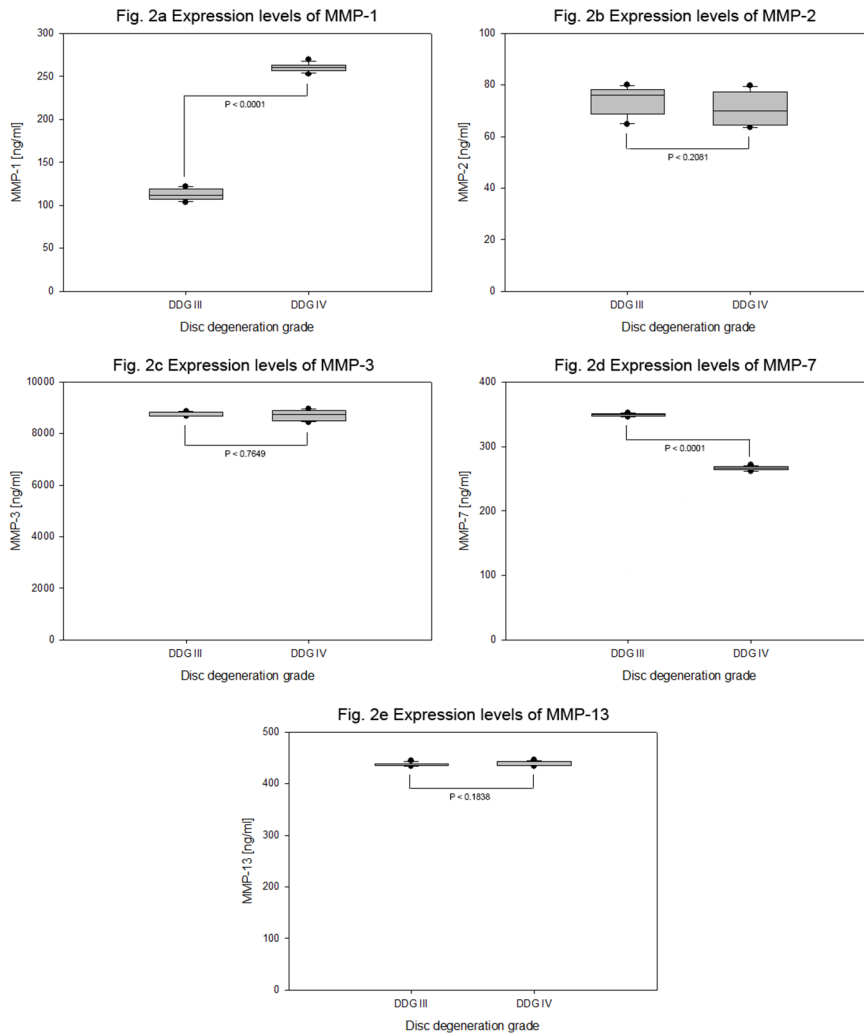 Fig. 2a Expression levels of MMP-1
300
250
200
150
100
50
0
MMP-1 [ng/ml]
P < 0.0001
DDG III DDG IV
Disc degeneration grade
Fig. 2b Expression levels of MMP-2
100
80
60
40
20
0
MMP-2 [ng/ml]
P < 0.2081
DDG III DDG IV
Disc degeneration grade
Fig. 2c Expression levels of MMP-3
10000
8000
6000
4000
2000
0
MMP-3 [ng/ml]
P < 0.7649
DDG III DDG IV
Disc degeneration grade
Fig. 2d Expression levels of MMP-7
400
300
200
100
0
MMP-7 [ng/ml]
P < 0.0001
DDG III DDG IV
Disc degeneration grade
Fig. 2e Expression levels of MMP-13
500
400
300
200
100
0
MMP-13 [ng/ml]
P < 0.1838
DDG III DDG IV
Disc degeneration grade